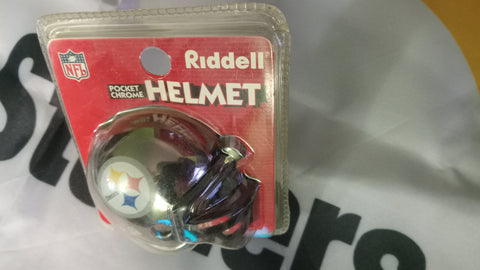 NFL
Riddell
POCKET
CHROME
HELMET
Steelers